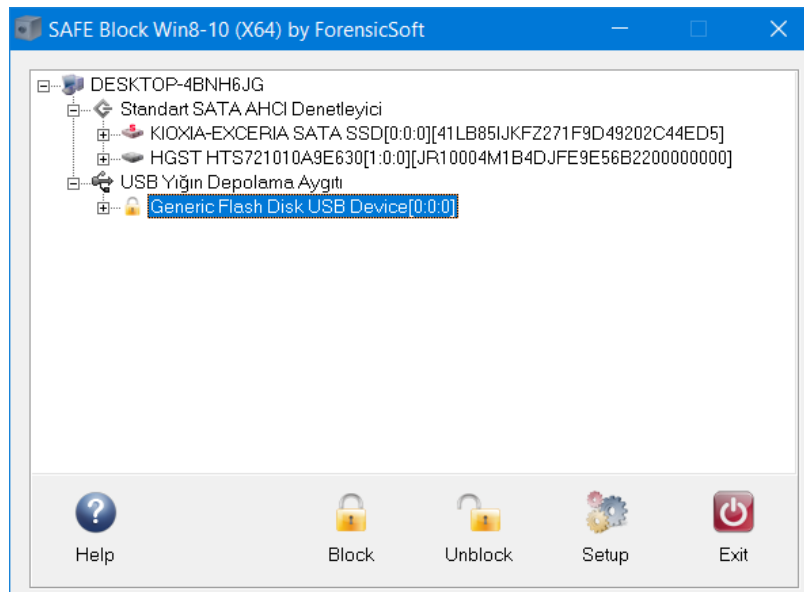 SAFE Block Win8-10 (X64) by ForensicSoft
DESKTOP-4BNH6JG
Standart SATA AHCI Denetleyici
KIOXIA-EXCERIA SATA SSD[0:0:0][41LB85IJKFZ271F9D49202C44ED5]
HGST HTS721010A9E630[1:0:0][JR10004M1B4DJFE9E56B2200000000]
USB Yığın Depolama Aygıtı
Generic Flash Disk USB Device[0:0:0]
Help Block Unblock Setup Exit